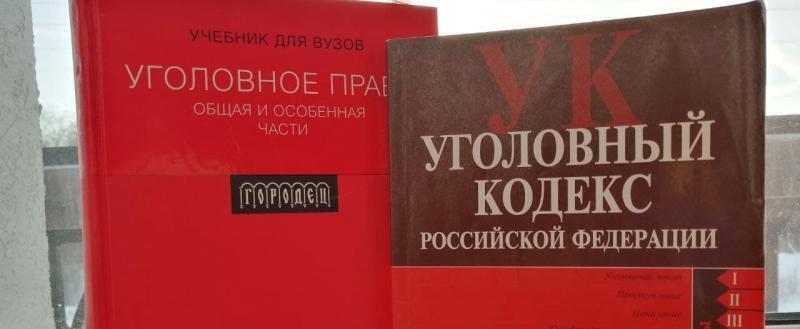 УЧЕБНИК ДЛЯ ВУЗОВ
УГОЛОВНОЕ ПРАВ
ОБЩАЯ И ОСОБЕННАЯ
ЧАСТИ
ГОРОДЕЦ
УК
УГОЛОВНЫЙ
КОДЕКС
РОССИЙСКОЙ ФЕДЕРАЦИИ
Уголовный закон I
Преступление II
Наказание III